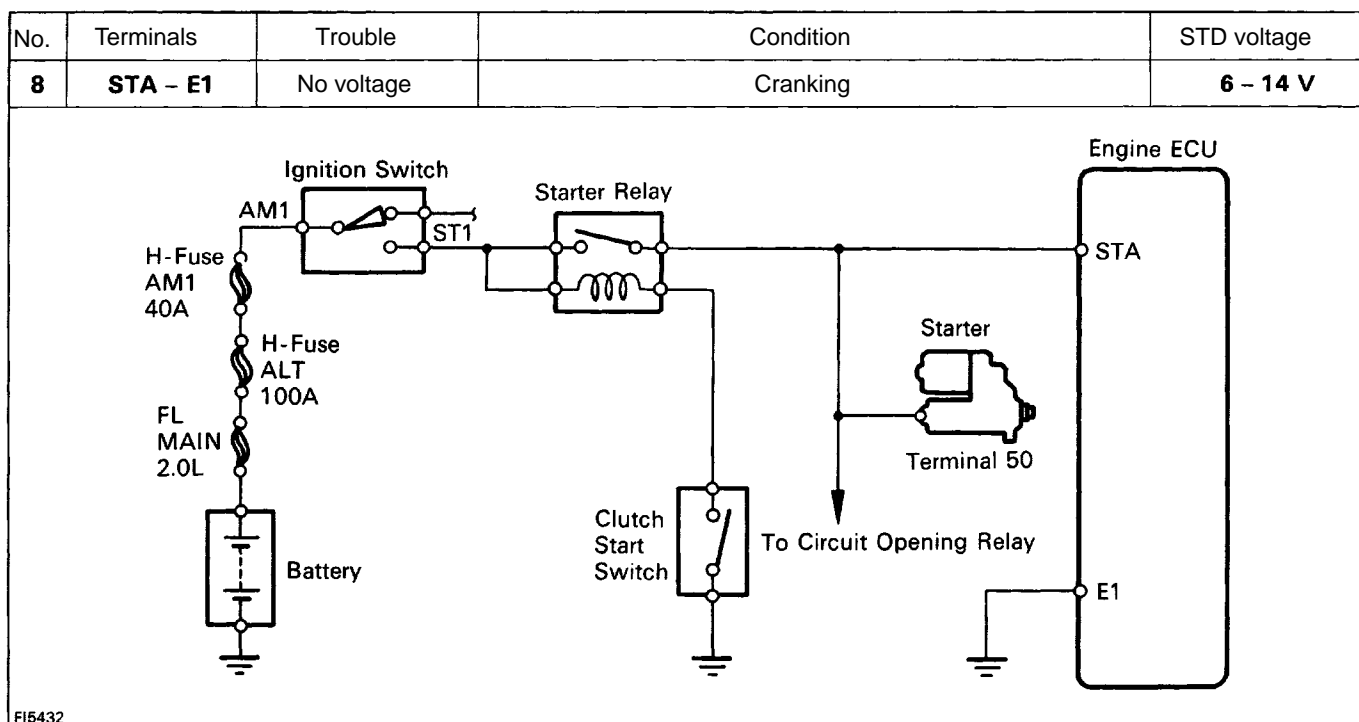 No. Terminals Trouble Condition STD voltage
8 STA – E1 No voltage Cranking 6 – 14 V
Engine ECU
Ignition Switch
Starter Relay
AM1
ST1
STA
H-Fuse
AM1
40A
H-Fuse
ALT
100A
Starter
FL
MAIN
2.0L
Terminal 50
Clutch
Start
Switch
To Circuit Opening Relay
Battery
E1
FI5432